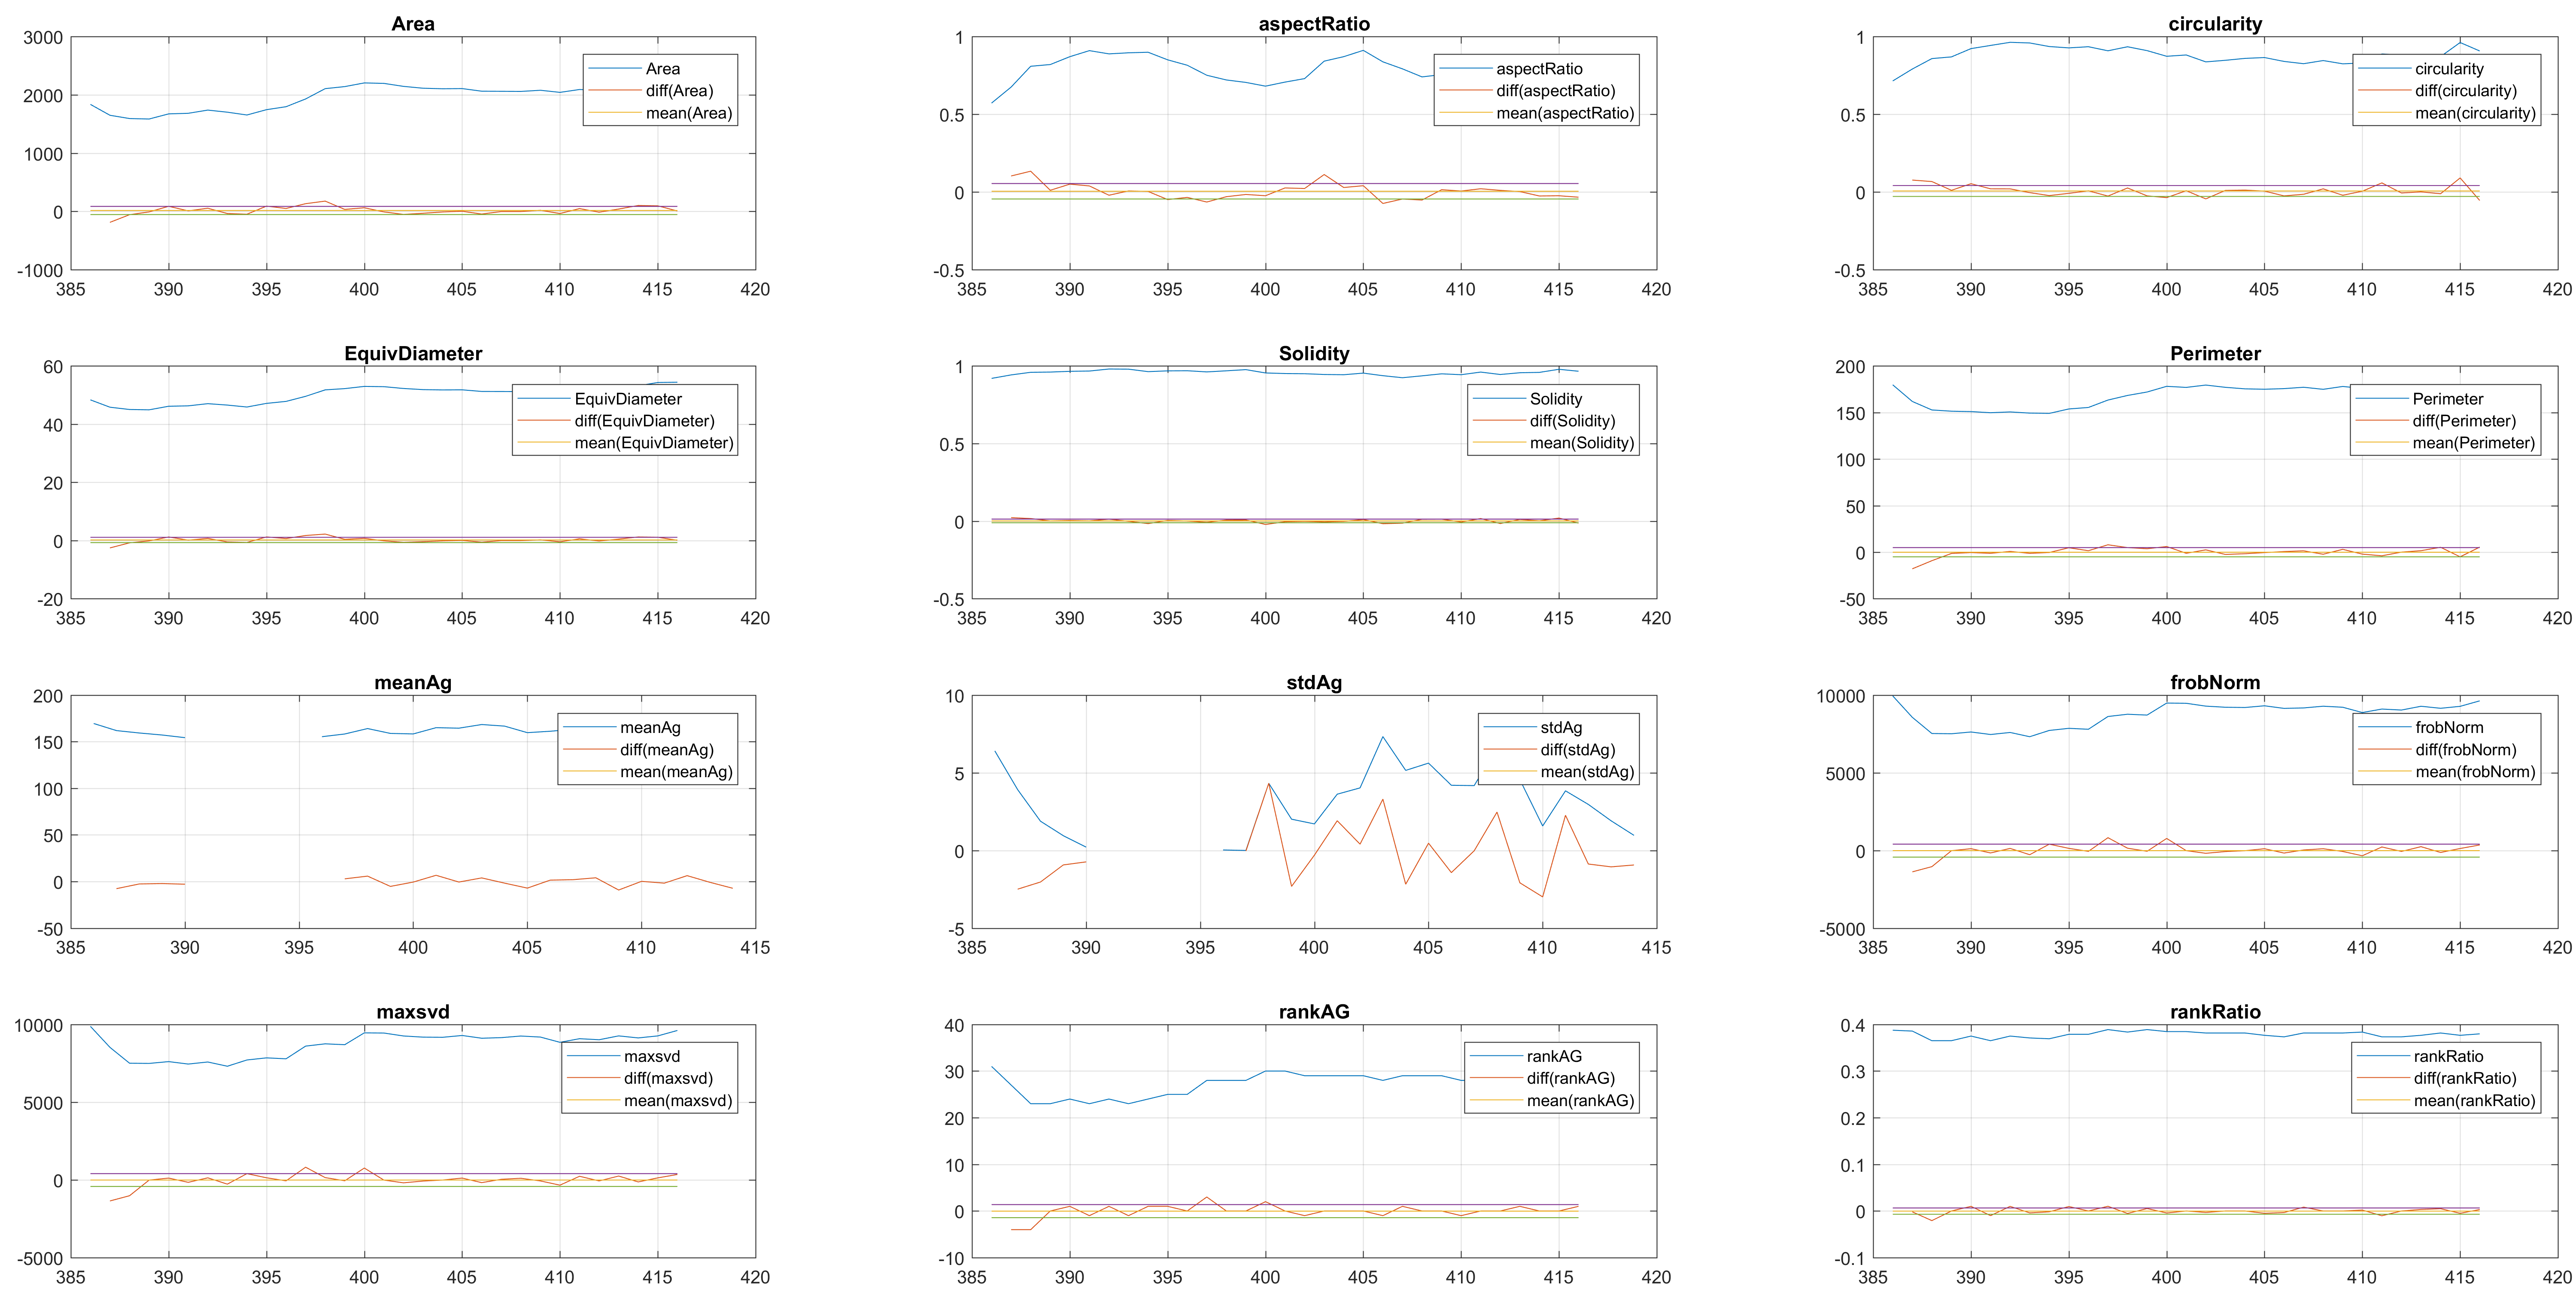 Area
3000
2000
1000
0
-1000
385 390 395 400 405 410 415 420
Area
diff(Area)
mean(Area)
aspectRatio
1
0.5
0
-0.5
385 390 395 400 405 410 415 420
aspectRatio
diff(aspectRatio)
mean(aspectRatio)
circularity
1
0.5
0
-0.5
385 390 395 400 405 410 415 420
circularity
diff(circularity)
mean(circularity)
EquivDiameter
60
40
20
0
-20
385 390 395 400 405 410 415 420
EquivDiameter
diff(EquivDiameter)
mean(EquivDiameter)
Solidity
1
0.5
0
-0.5
385 390 395 400 405 410 415 420
Solidity
diff(Solidity)
mean(Solidity)
Perimeter
200
150
100
50
0
-50
385 390 395 400 405 410 415 420
Perimeter
diff(Perimeter)
mean(Perimeter)
meanAg
200
150
100
50
0
-50
385 390 395 400 405 410 415
meanAg
diff(meanAg)
mean(meanAg)
stdAg
10
5
0
-5
385 390 395 400 405 410 415
stdAg
diff(stdAg)
mean(stdAg)
frobNorm
10000
5000
0
-5000
385 390 395 400 405 410 415 420
frobNorm
diff(frobNorm)
mean(frobNorm)
maxsvd
10000
5000
0
-5000
385 390 395 400 405 410 415 420
maxsvd
diff(maxsvd)
mean(maxsvd)
rankAG
40
30
20
10
0
-10
385 390 395 400 405 410 415 420
rankAG
diff(rankAG)
mean(rankAG)
rankRatio
0.4
0.3
0.2
0.1
0
-0.1
385 390 395 400 405 410 415 420
rankRatio
diff(rankRatio)
mean(rankRatio)